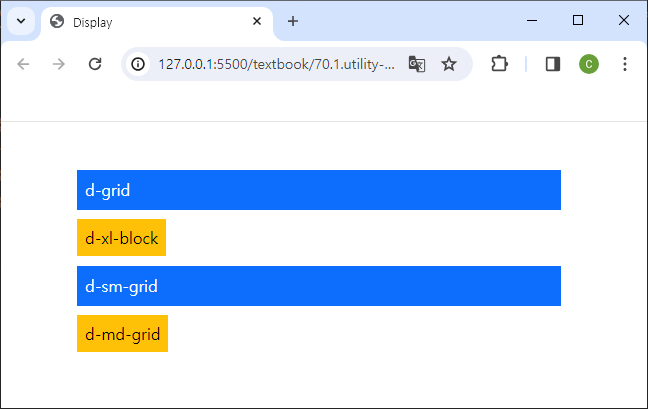 Display
127.0.0.1:5500/textbook/70.1.utility-...
C
d-grid
d-xl-block
d-sm-grid
d-md-grid